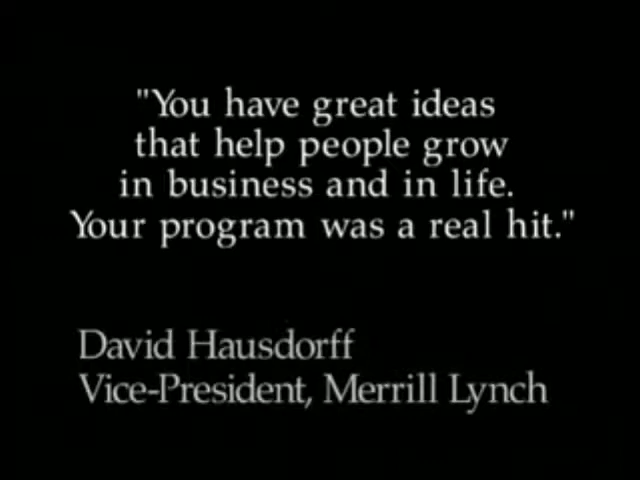 "You have great ideas
that help people grow
in business and in life.
Your program was a real hit."
David Hausdorff
Vice-President, Merrill Lynch